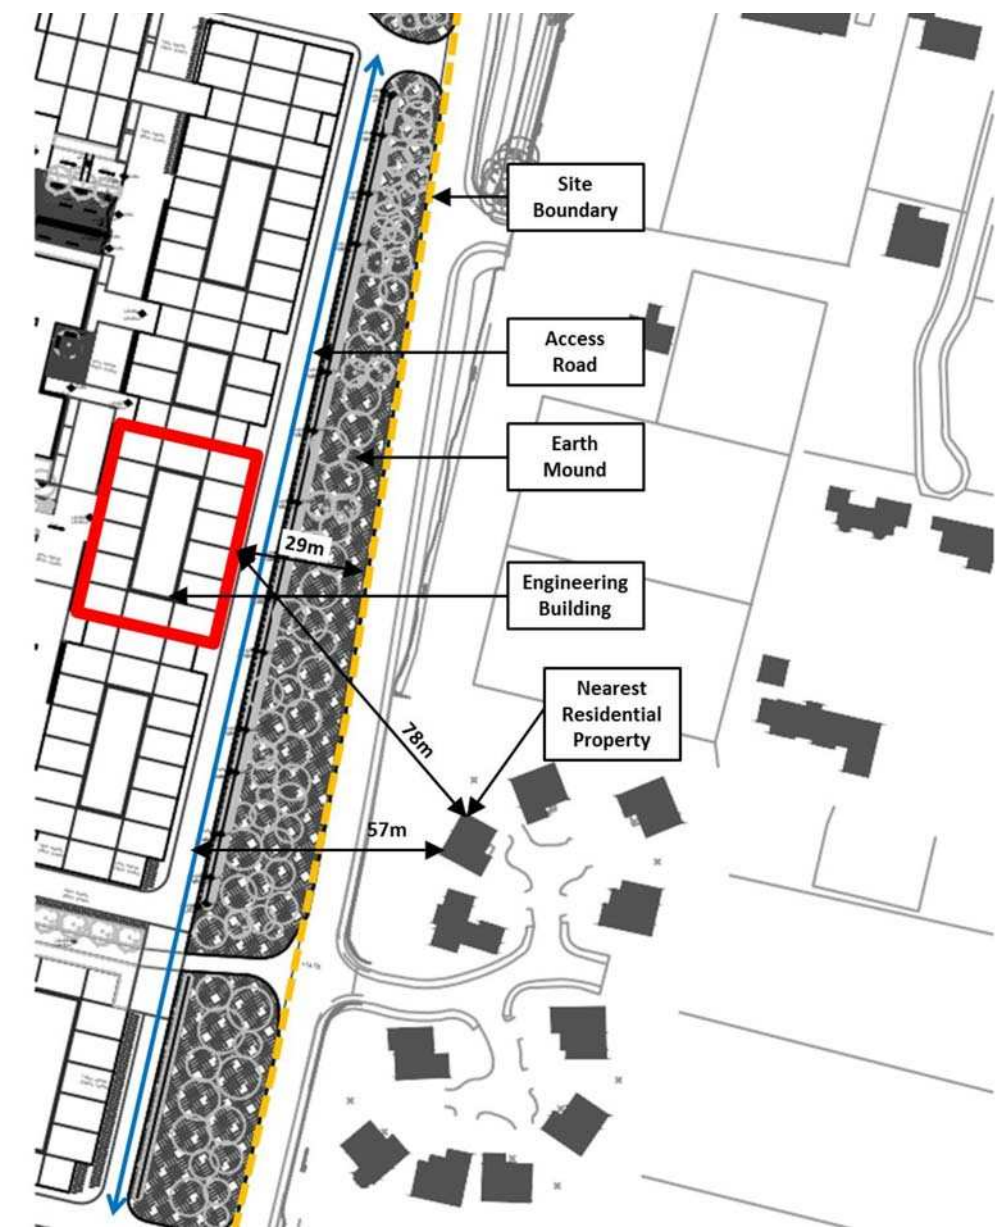 Site
Boundary
Access
Road
Earth
Mound
29m
Engineering
Building
Nearest
Residential
Property
78m
57m